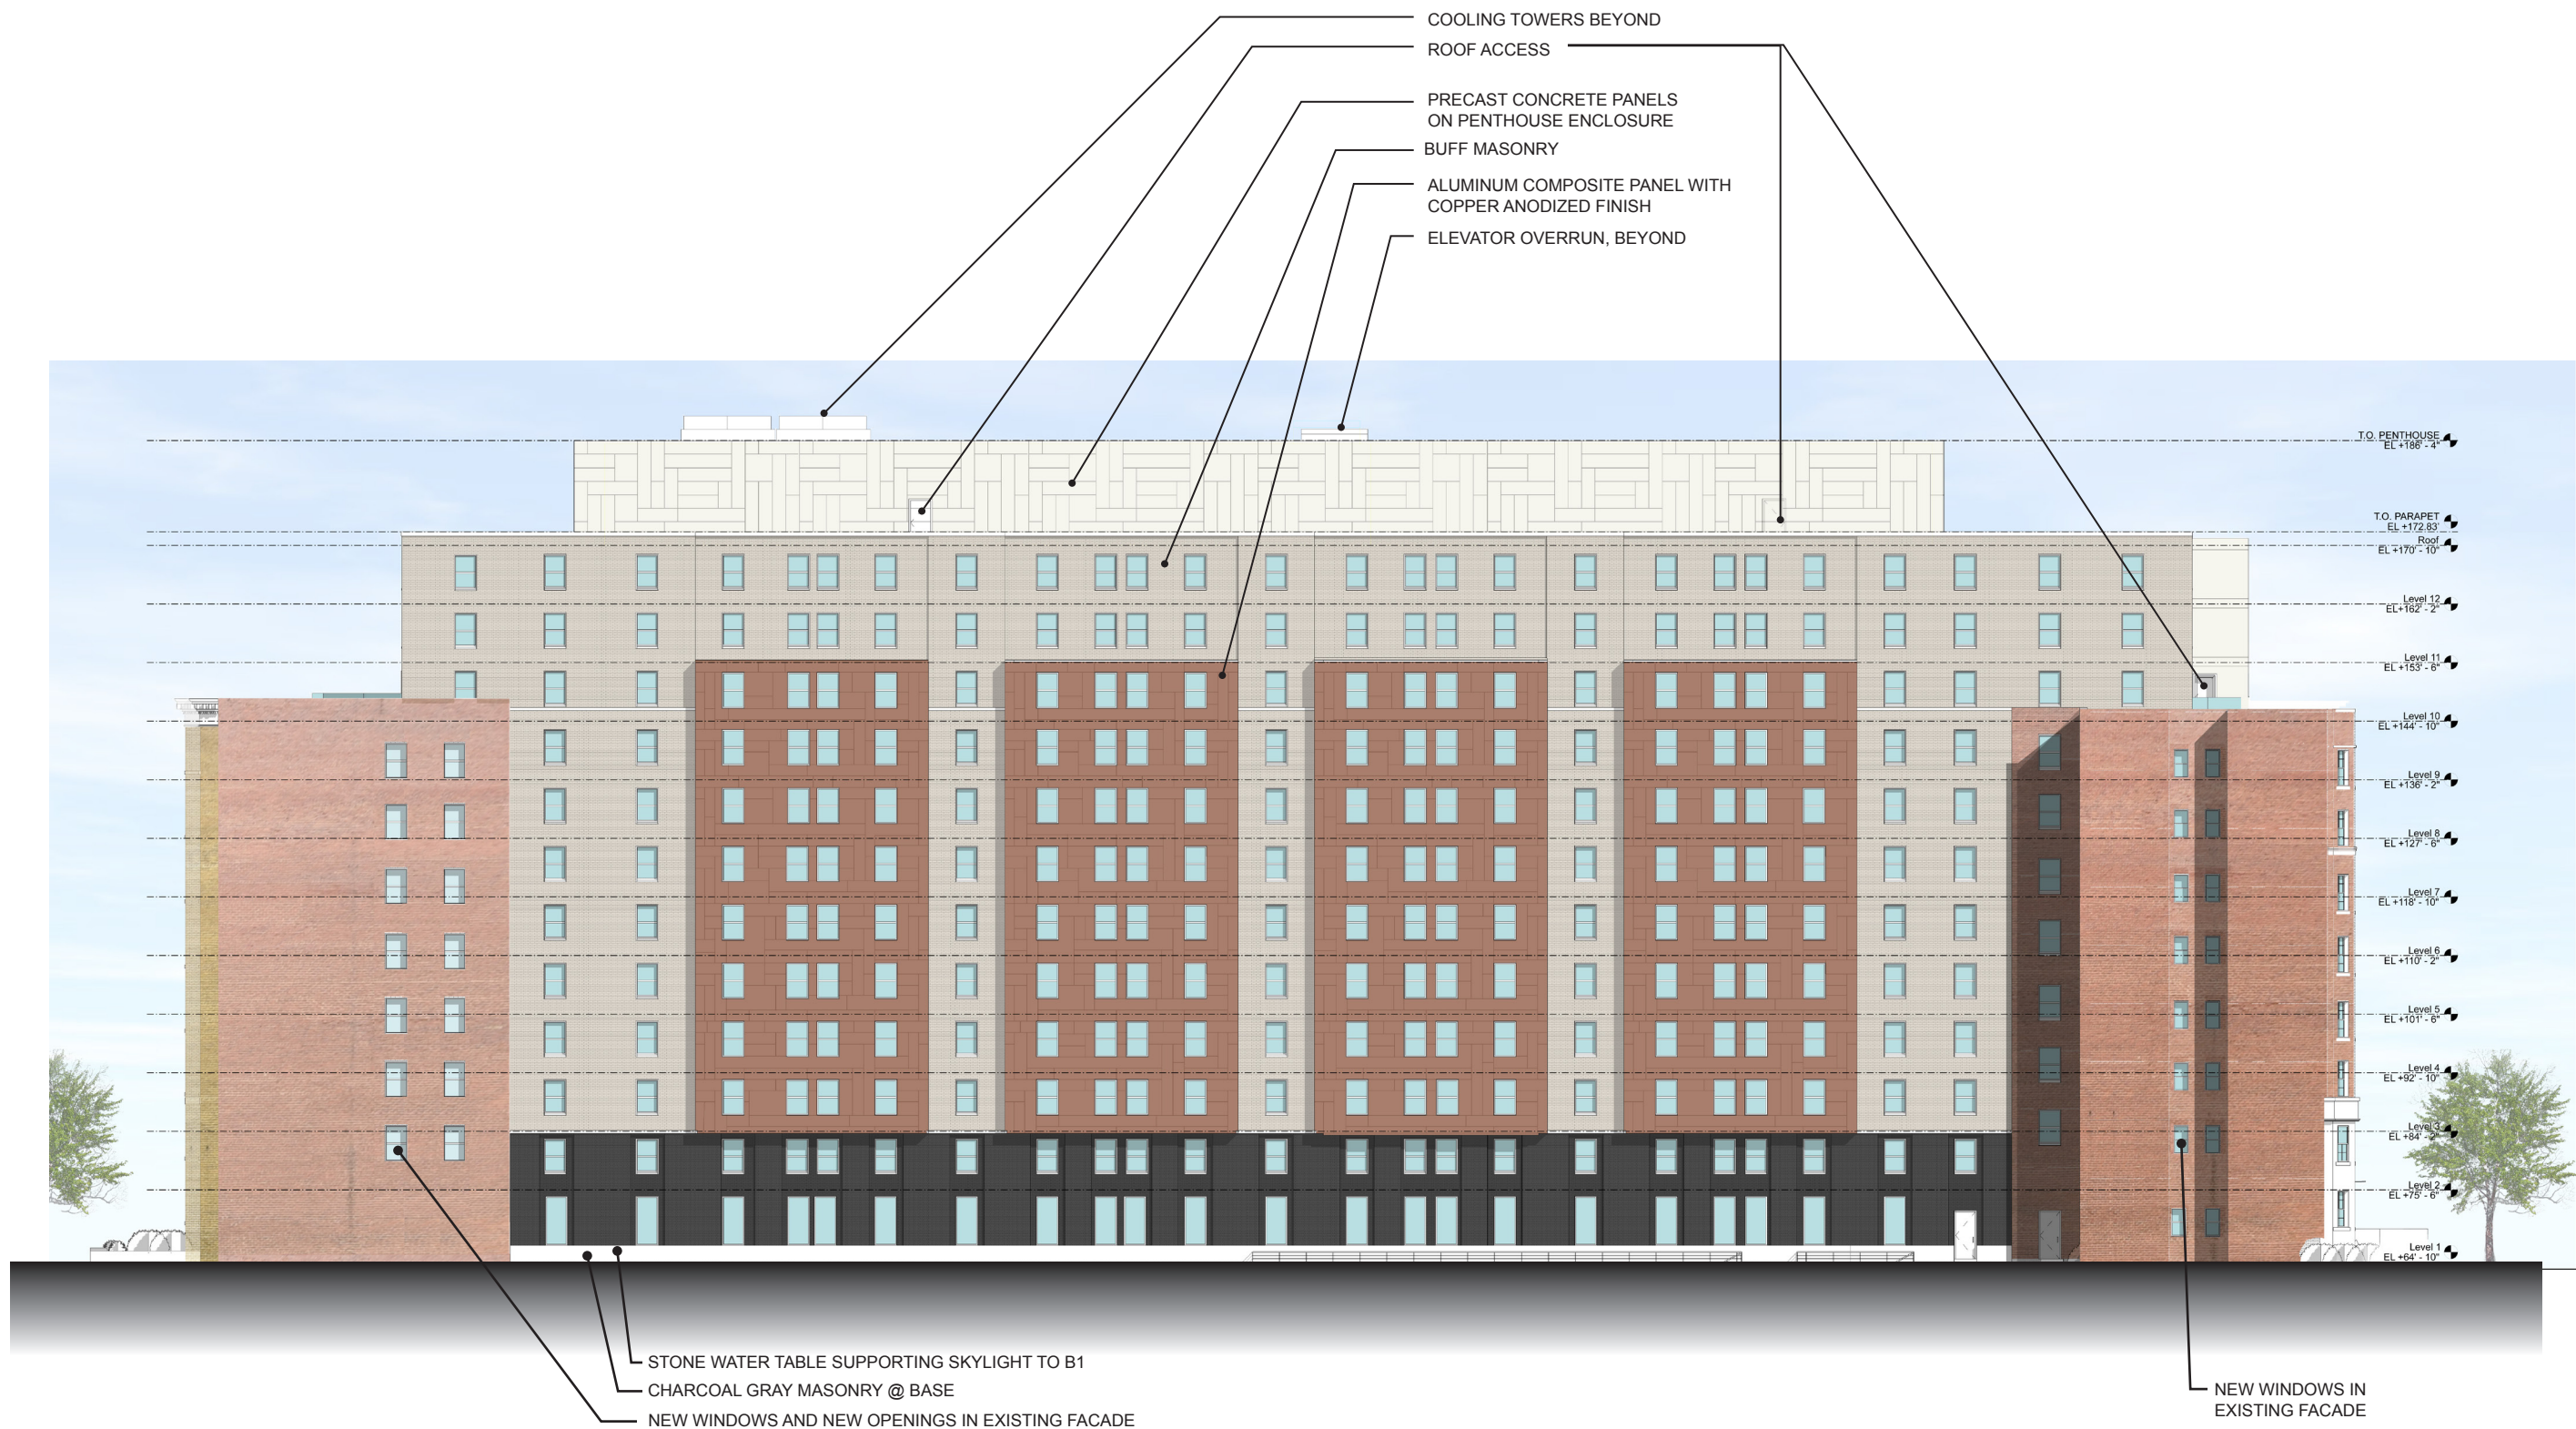 COOLING TOWERS BEYOND
ROOF ACCESS
PRECAST CONCRETE PANELS
ON PENTHOUSE ENCLOSURE
BUFF MASONRY
ALUMINUM COMPOSITE PANEL WITH
COPPER ANODIZED FINISH
ELEVATOR OVERRUN, BEYOND
T.O. PENTHOUSE
EL +186' - 4"
T.O. PARAPET
EL +172.83'
Roof
EL +170' - 10"
Level 12
EL+162' - 2"
Level 11
EL +153' - 6"
Level 10
EL +144' - 10"
Level 9
EL +136' - 2"
Level 8
EL +127' - 6"
Level 7
EL +118' - 10"
Level 6
EL +110' - 2"
Level 5
EL +101' - 6"
Level 4
EL +92' - 10"
Level 3
EL +84' - 2"
Level 2
EL +75' - 6"
Level 1
EL +64' - 10"
STONE WATER TABLE SUPPORTING SKYLIGHT TO B1
CHARCOAL GRAY MASONRY @ BASE
NEW WINDOWS AND NEW OPENINGS IN EXISTING FACADE
NEW WINDOWS IN
EXISTING FACADE